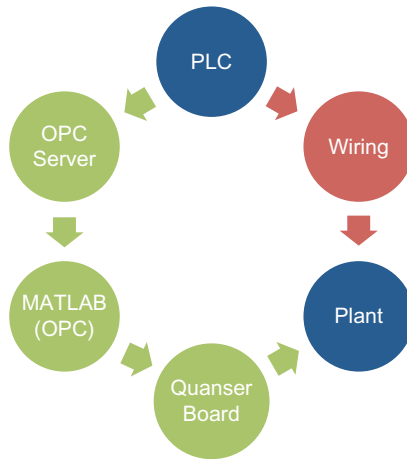 PLC
OPC
Server
Wiring
MATLAB
(OPC)
Plant
Quanser
Board